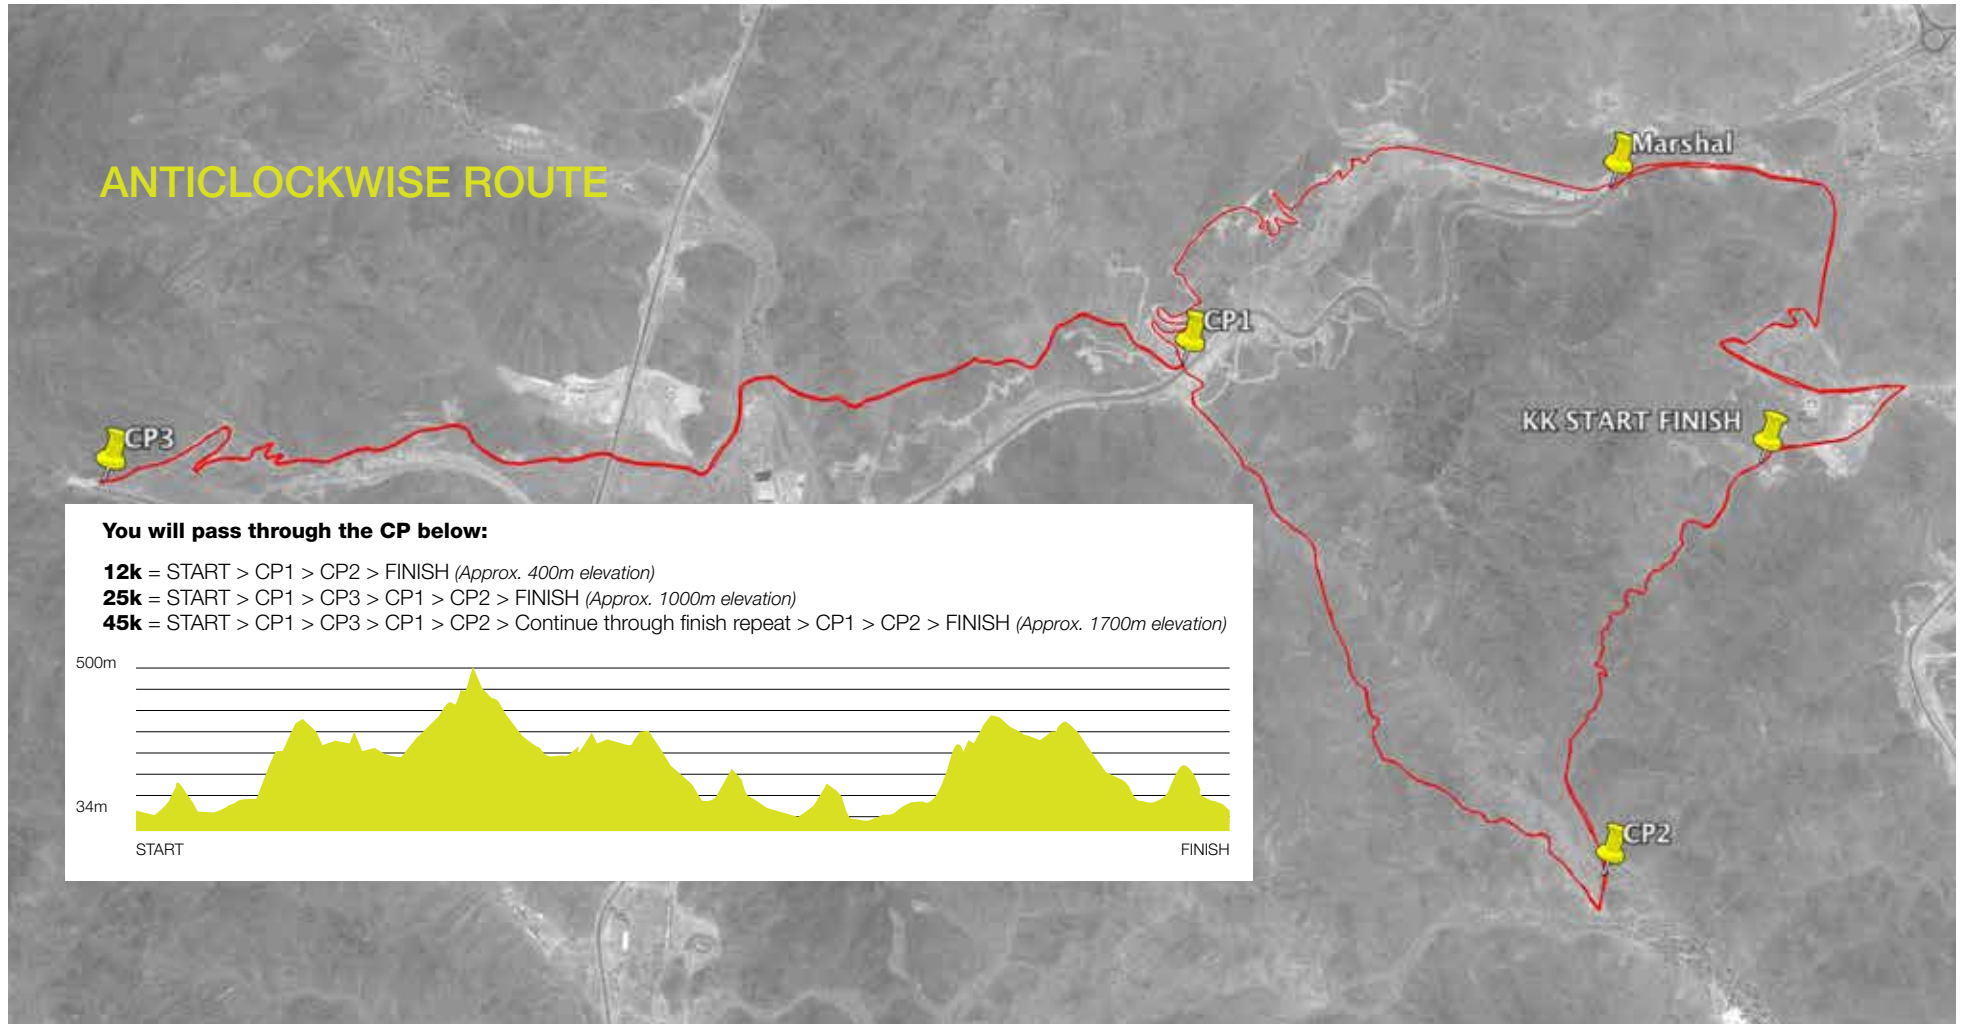 ANTICLOCKWISE ROUTE
Marshal
CP1
KK START FINISH
CP3
CP2
You will pass through the CP below:
12k = START > CP1 > CP2 > FINISH (Approx. 400m elevation)
25k = START > CP1 > CP3 > CP1 > CP2 > FINISH (Approx. 1000m elevation)
45k = START > CP1 > CP3 > CP1 > CP2 > Continue through finish repeat > CP1 > CP2 > FINISH (Approx. 1700m elevation)
500m
34m
START
FINISH